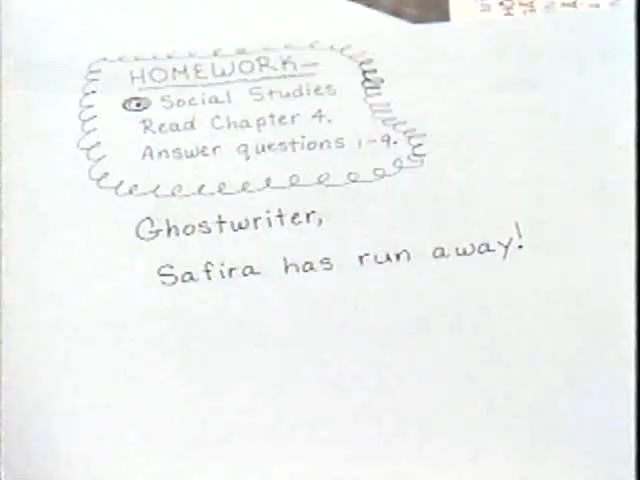 HOMEWORK—
Social Studies
Read Chapter 4.
Answer questions 1-9.
Ghostwriter,
Safira has run away!